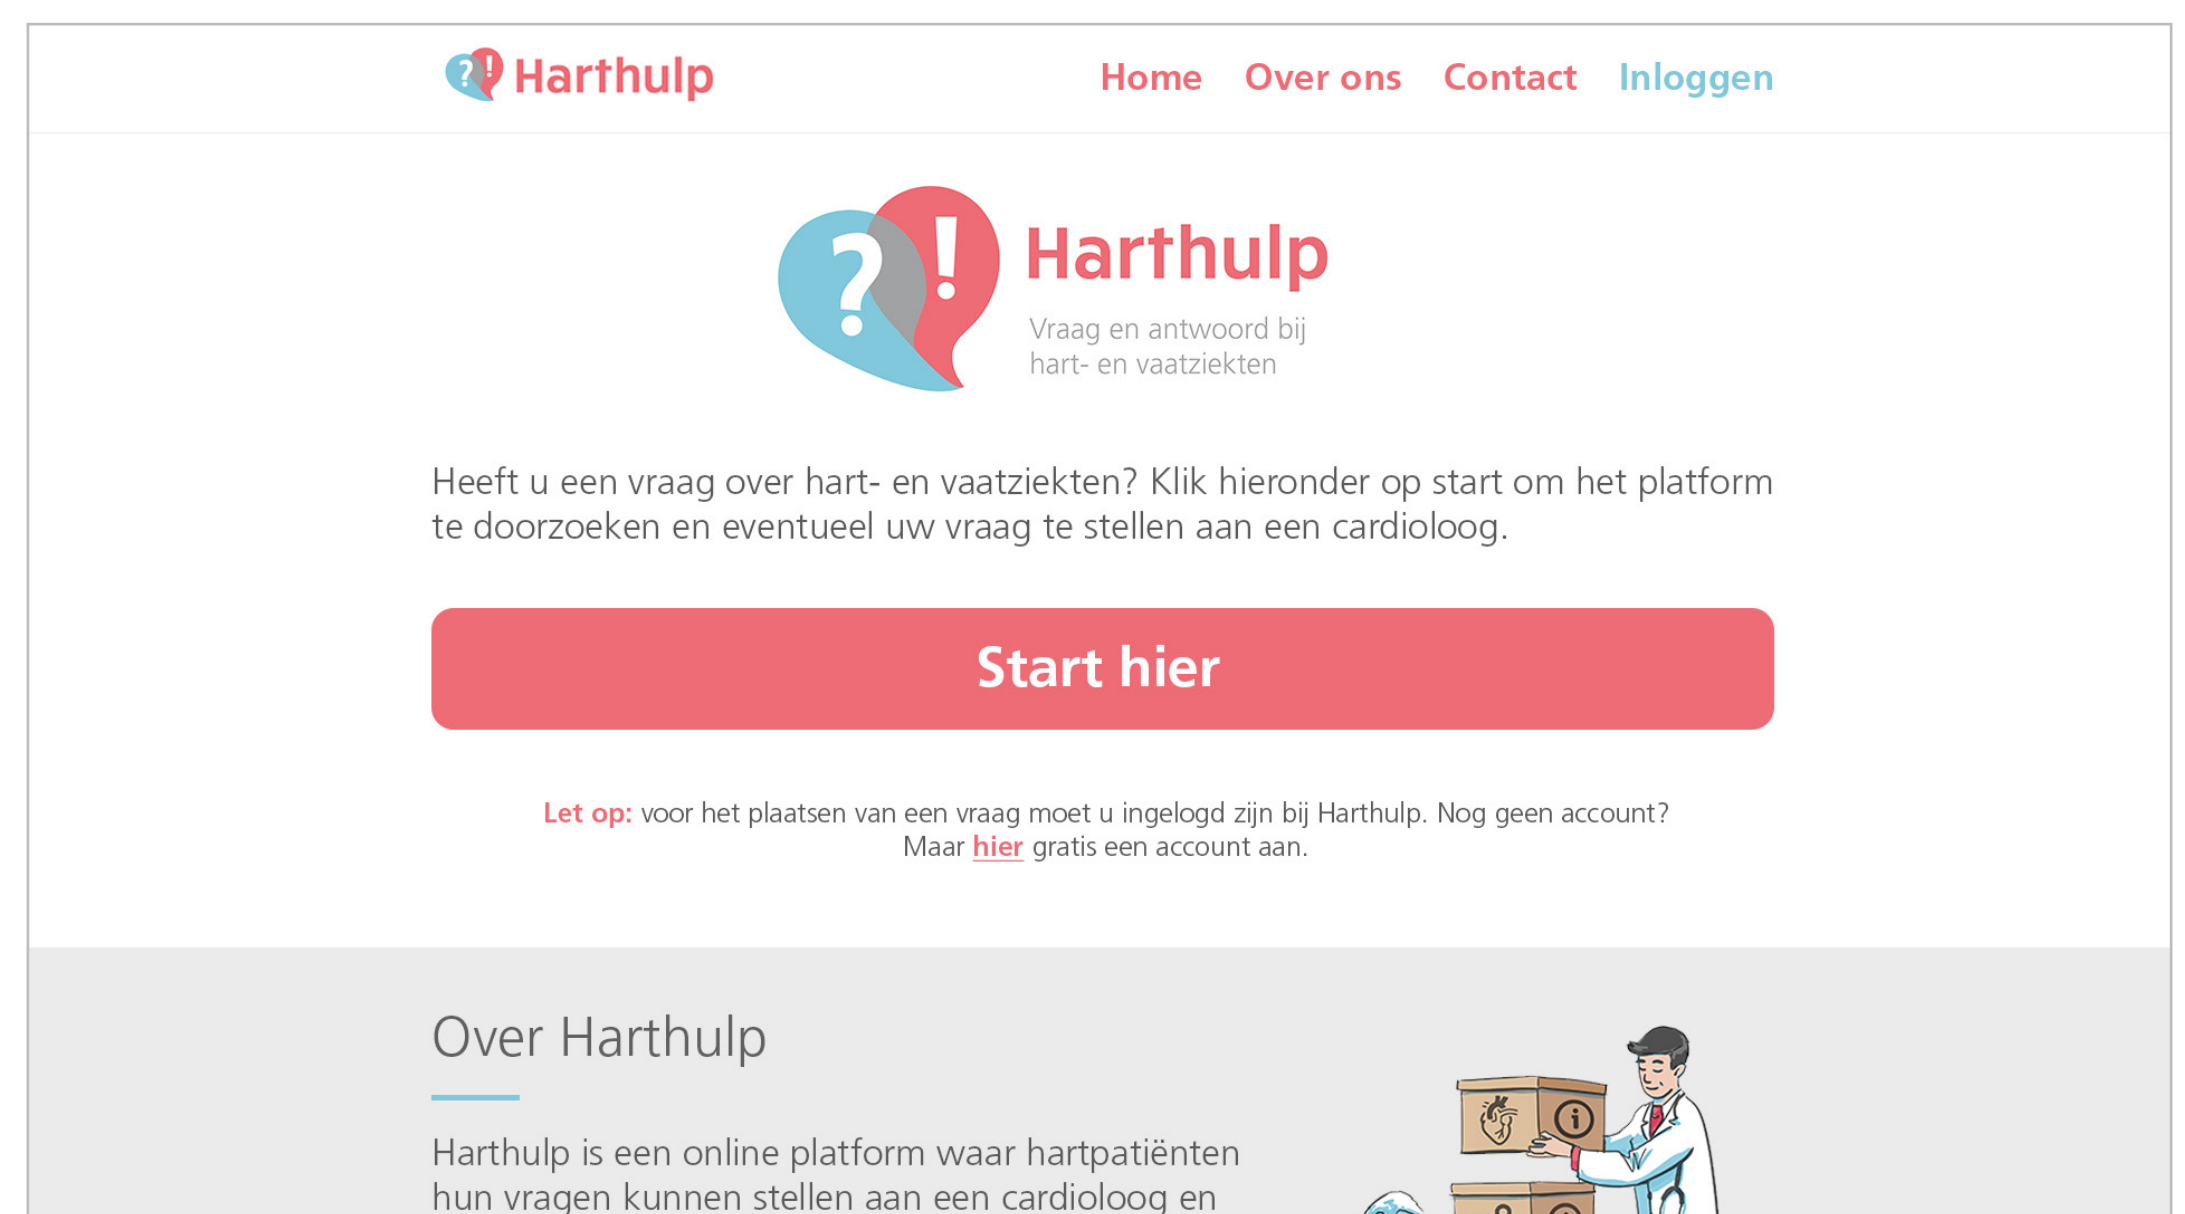 ?! Harthulp
Home Over ons Contact Inloggen
?! Harthulp
Vraag en antwoord bij
hart- en vaatziekten
Heeft u een vraag over hart- en vaatziekten? Klik hieronder op start om het platform
te doorzoeken en eventueel uw vraag te stellen aan een cardioloog.
Start hier
Let op: voor het plaatsen van een vraag moet u ingelogd zijn bij Harthulp. Nog geen account?
Maar hier gratis een account aan.
Over Harthulp
Harthulp is een online platform waar hartpatiënten
hun vragen kunnen stellen aan een cardioloog en
i